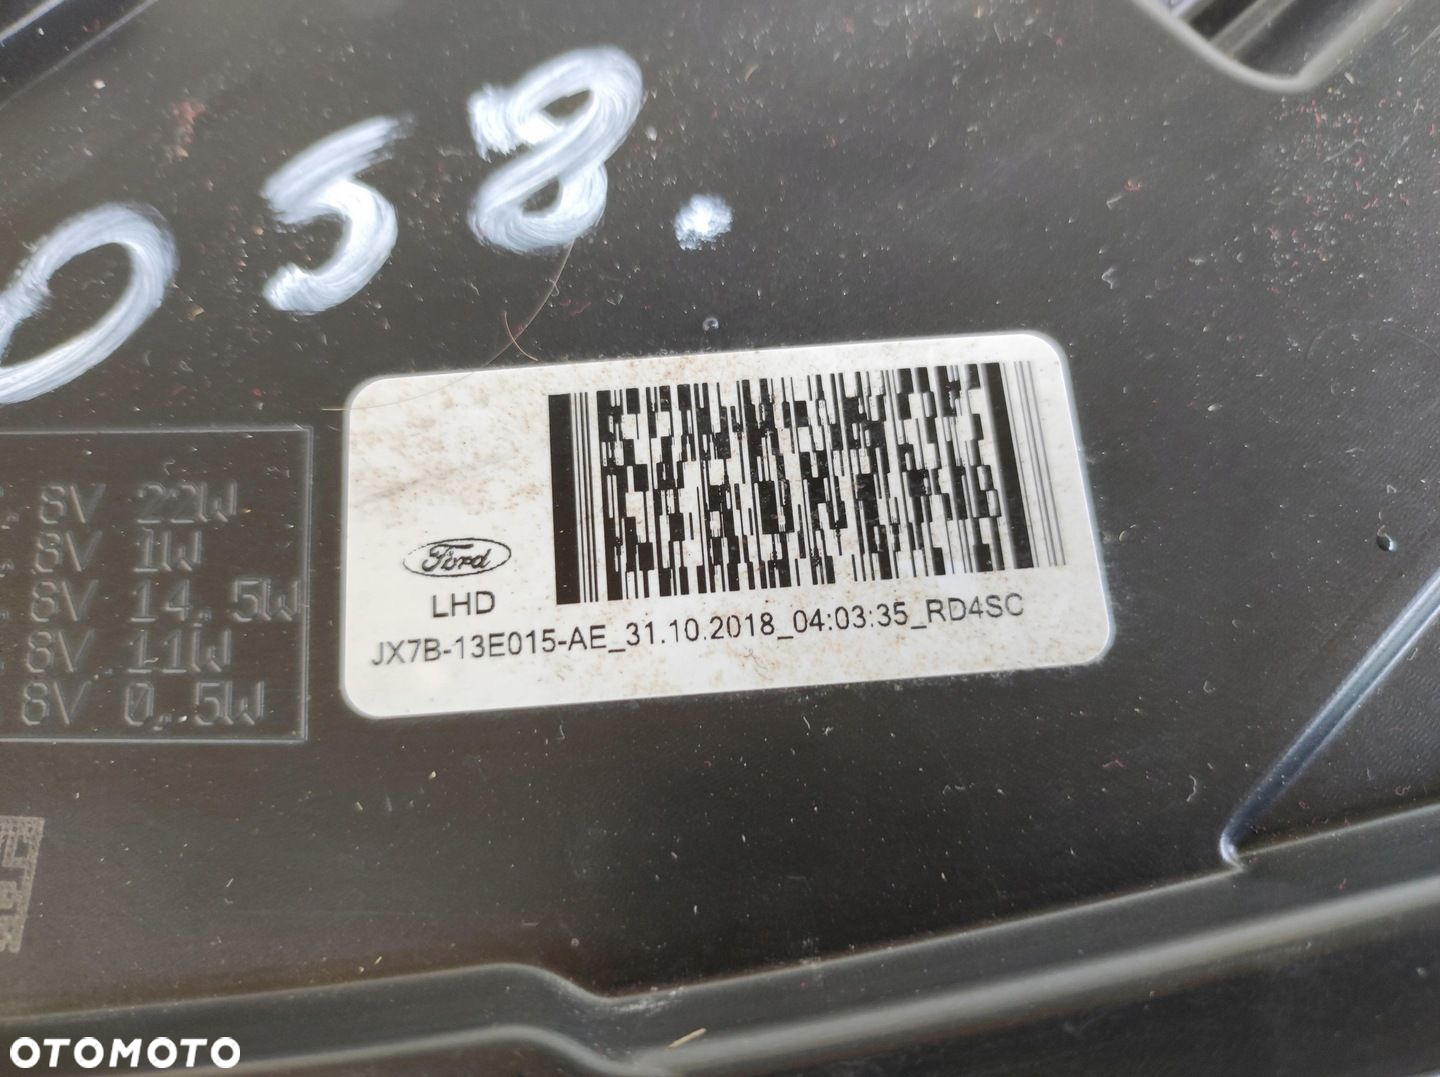 058.
8V 22W
8V 1W
8V 14.5W
8V 11W
8V 0.5W
Ford
LHD
JX7B-13E015-AE_31.10.2018_04:03:35_RD4SC
OTOMOTO